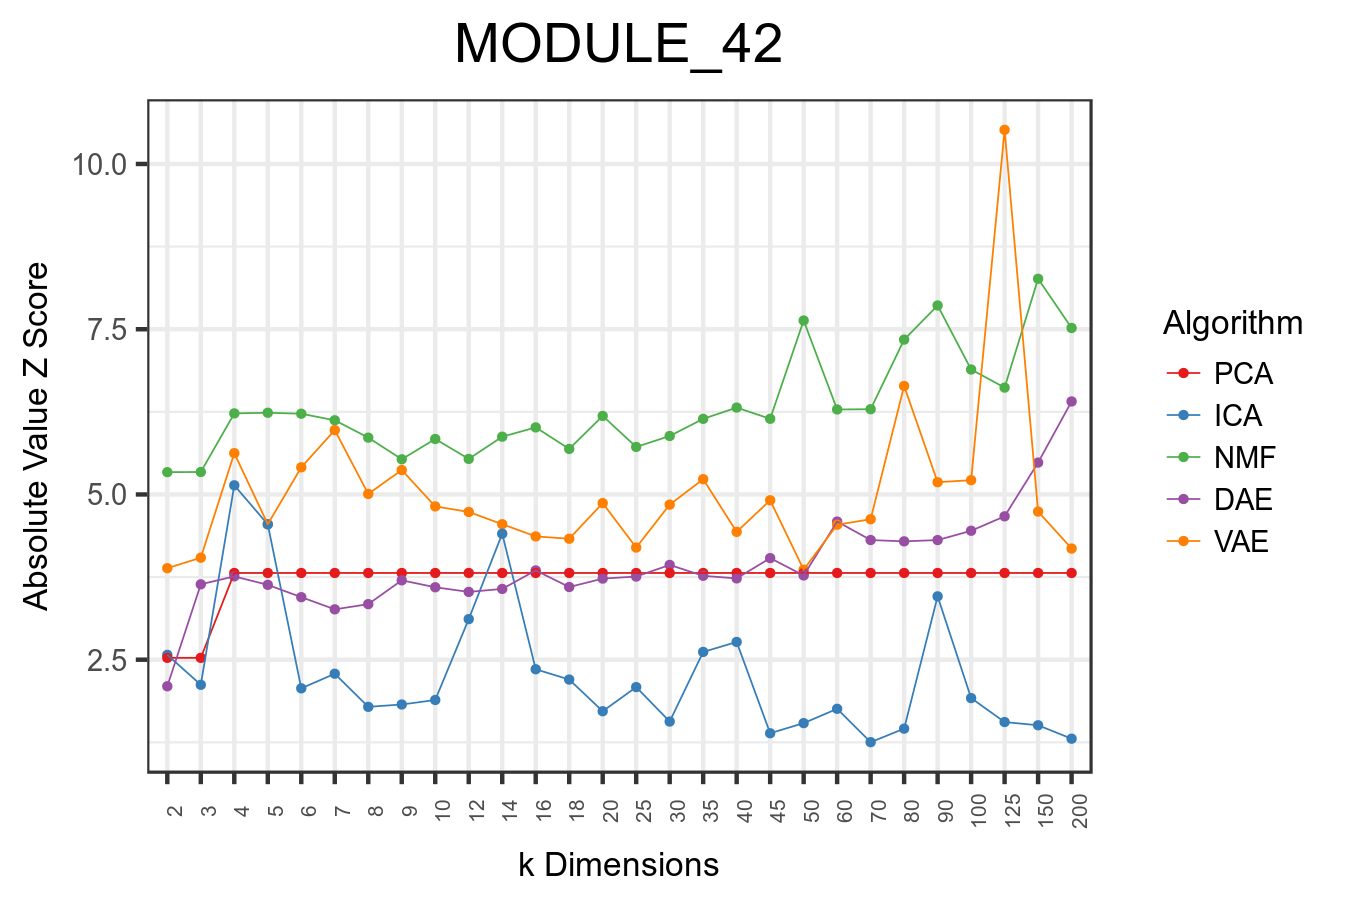 MODULE_42
Absolute Value Z Score
10.0
7.5
5.0
2.5
2 3 4 5 6 7 8 9 10 12 14 16 18 20 25 30 35 40 45 50 60 70 80 90 100 125 150 200
k Dimensions
Algorithm
PCA
ICA
NMF
DAE
VAE